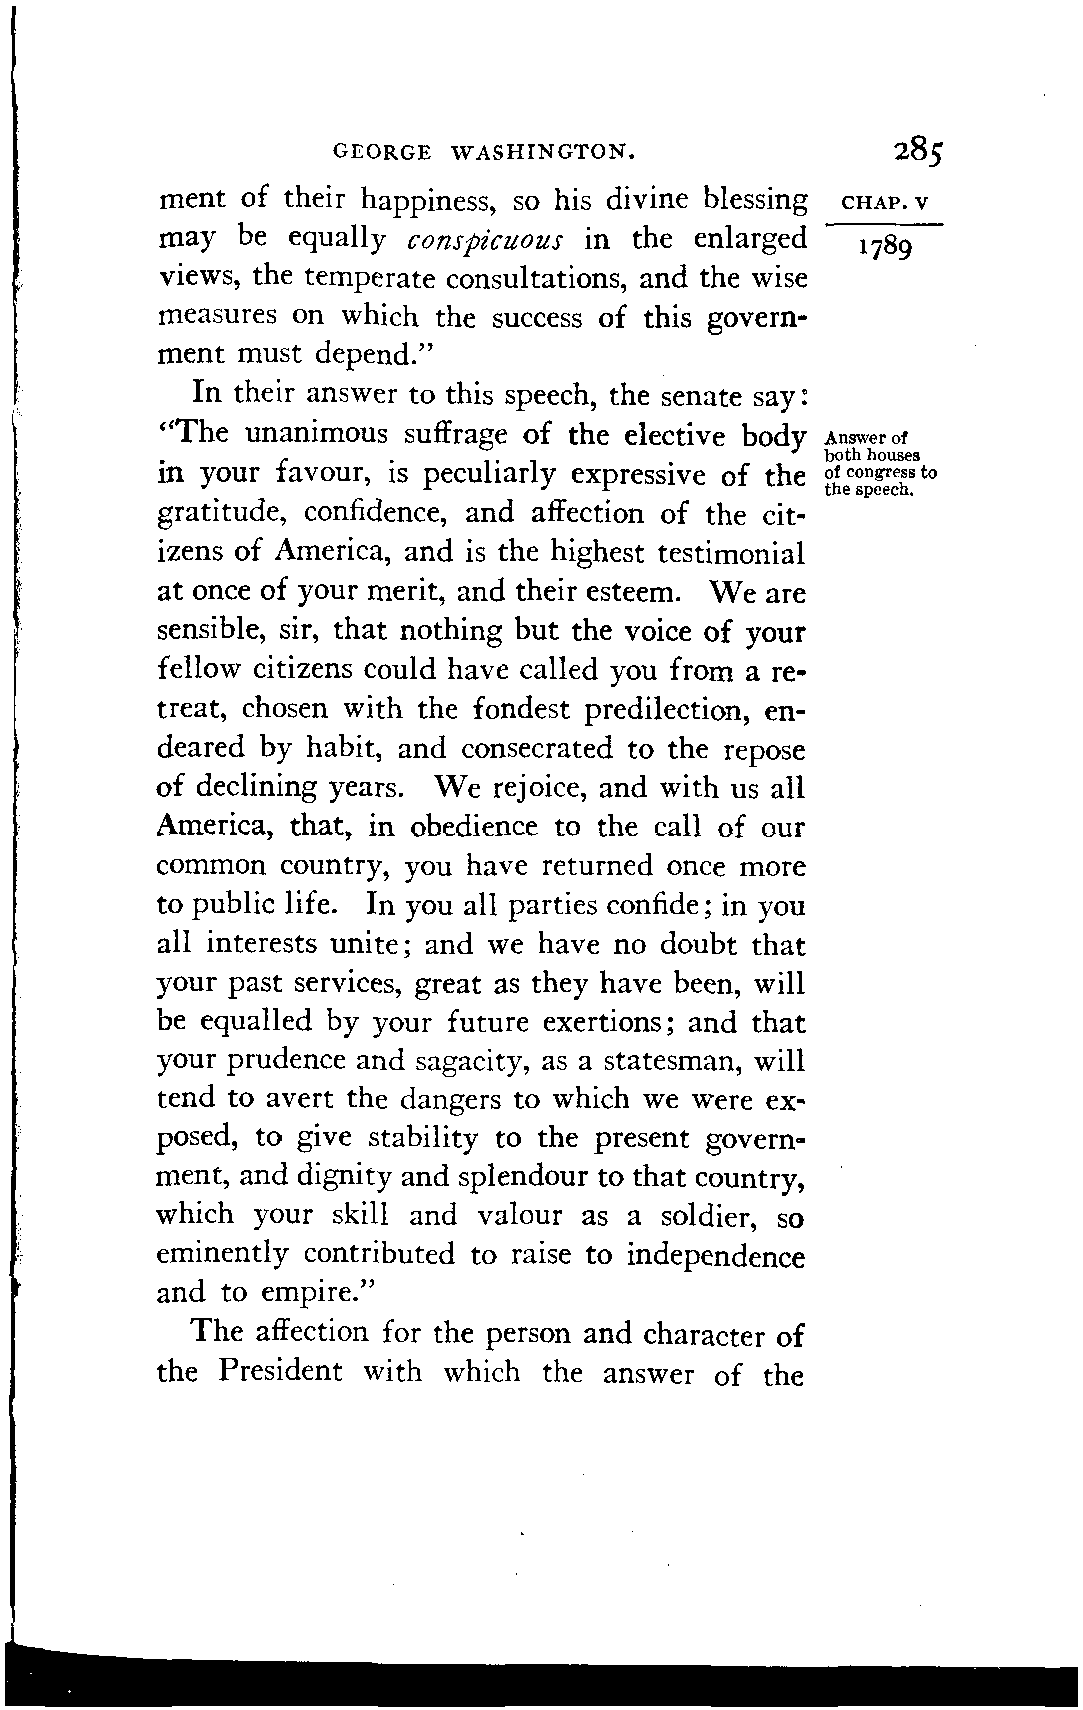 GEORGE WASHINGTON. 285
ment of their happiness, so his divine blessing
CHAP. V
may be equally conspicuous in the enlarged
1789
views, the temperate consultations, and the wise
measures on which the success of this govern-
ment must depend."
In their answer to this speech, the senate say:
"The unanimous suffrage of the elective body
Answer of
both houses
of congress to
the speech.
in your favour, is peculiarly expressive of the
gratitude, confidence, and affection of the cit-
izens of America, and is the highest testimonial
at once of your merit, and their esteem. We are
sensible, sir, that nothing but the voice of your
fellow citizens could have called you from a re-
treat, chosen with the fondest predilection, en-
deared by habit, and consecrated to the repose
of declining years. We rejoice, and with us all
America, that, in obedience to the call of our
common country, you have returned once more
to public life. In you all parties confide; in you
all interests unite; and we have no doubt that
your past services, great as they have been, will
be equalled by your future exertions; and that
your prudence and sagacity, as a statesman, will
tend to avert the dangers to which we were ex-
posed, to give stability to the present govern-
ment, and dignity and splendour to that country,
which your skill and valour as a soldier, so
eminently contributed to raise to independence
and to empire."
The affection for the person and character of
the President with which the answer of the